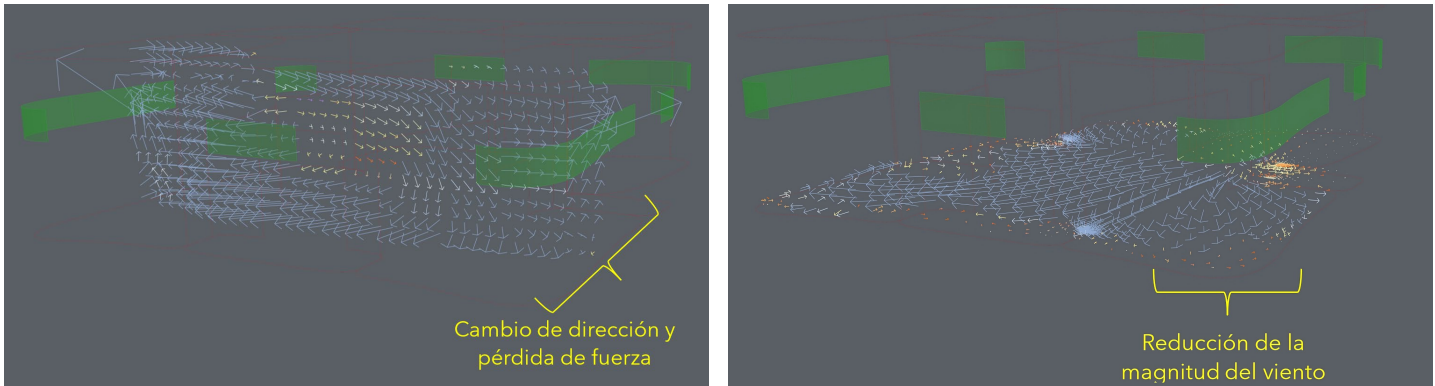 Cambio de dirección y
pérdida de fuerza
Reducción de la
magnitud del viento